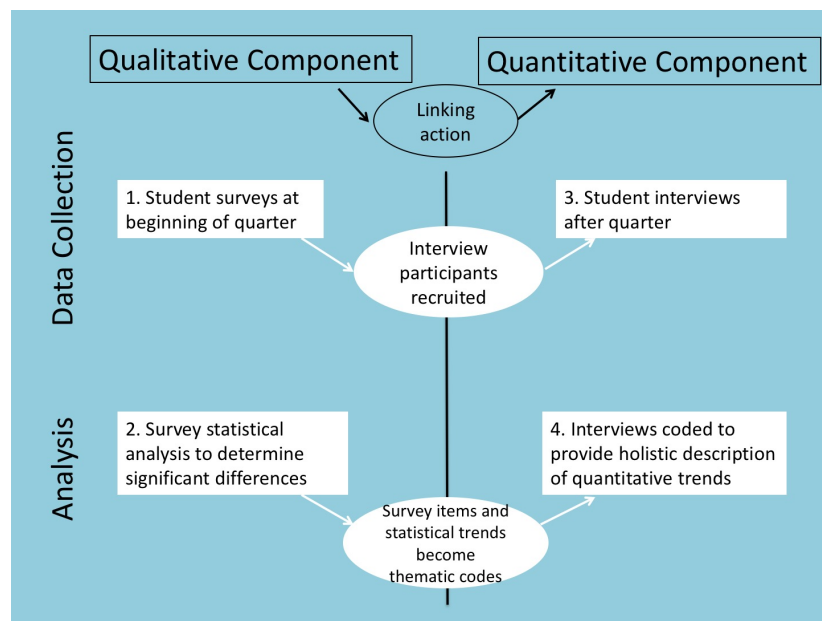 Qualitative Component
Quantitative Component
Linking
action
Data Collection
1. Student surveys at
beginning of quarter
Interview
participants
recruited
3. Student interviews
after quarter
Analysis
2. Survey statistical
analysis to determine
significant differences
Survey items and
statistical trends
become
thematic codes
4. Interviews coded to
provide holistic description
of quantitative trends